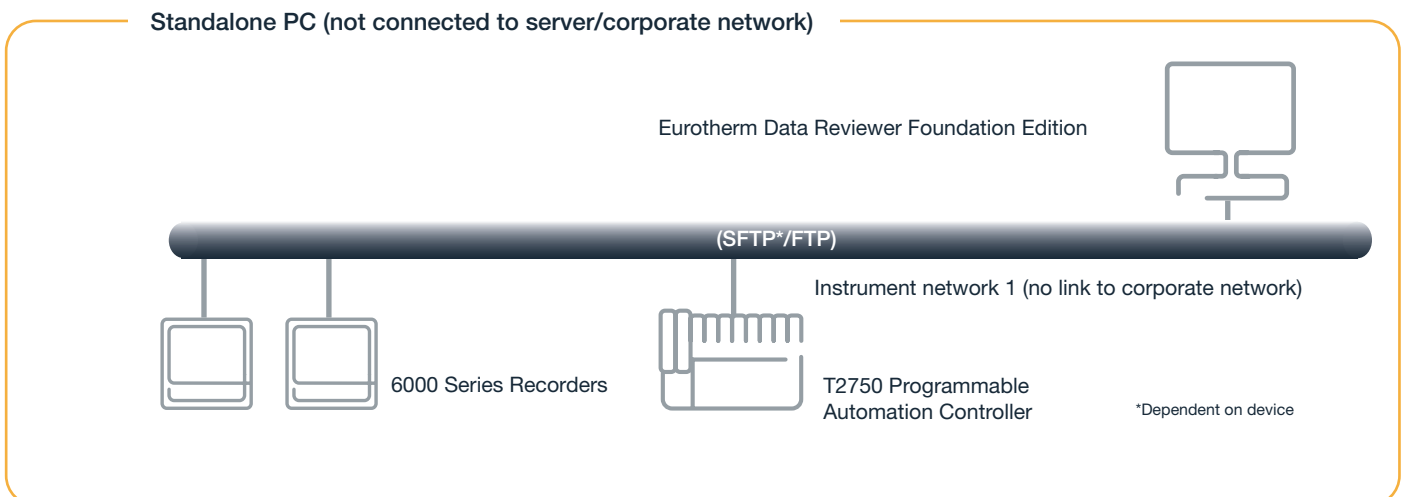 Standalone PC (not connected to server/corporate network)
Eurotherm Data Reviewer Foundation Edition
(SFTP*/FTP)
Instrument network 1 (no link to corporate network)
6000 Series Recorders
T2750 Programmable
Automation Controller
*Dependent on device